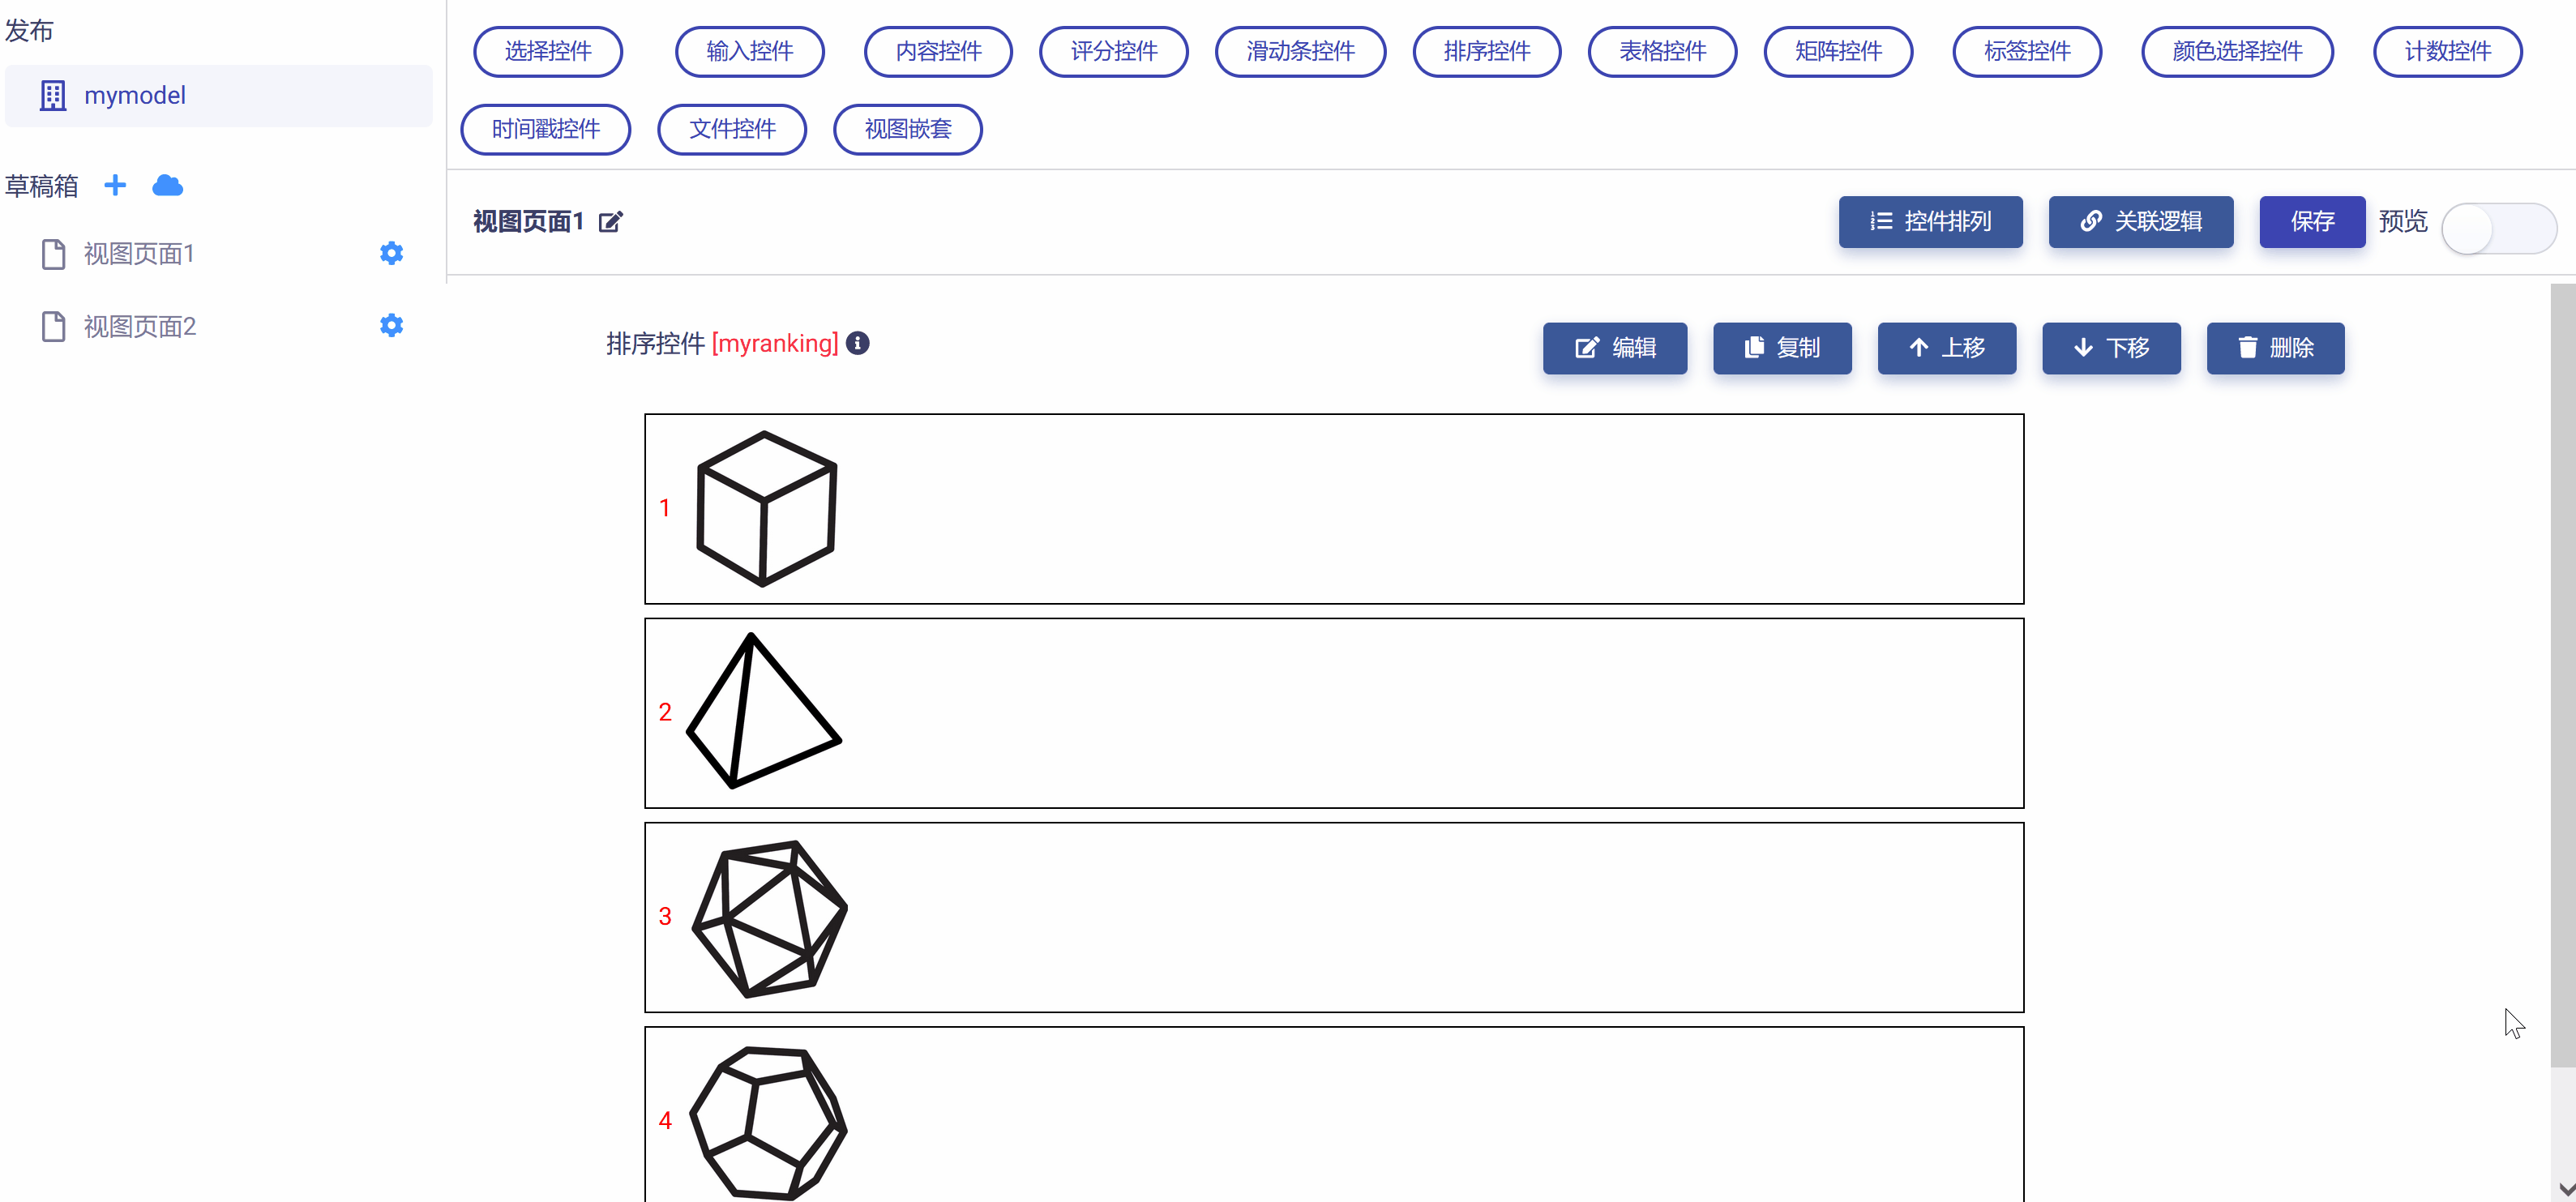 发布
mymodel
草稿箱
视图页面1
视图页面2
选择控件 输入控件 内容控件 评分控件 滑动条控件 排序控件 表格控件 矩阵控件 标签控件 颜色选择控件 计数控件
时间戳控件 文件控件 视图嵌套
视图页面1 控件排列 关联逻辑 保存 预览
排序控件 [myranking] 编辑 复制 上移 下移 删除
1
2
3
4